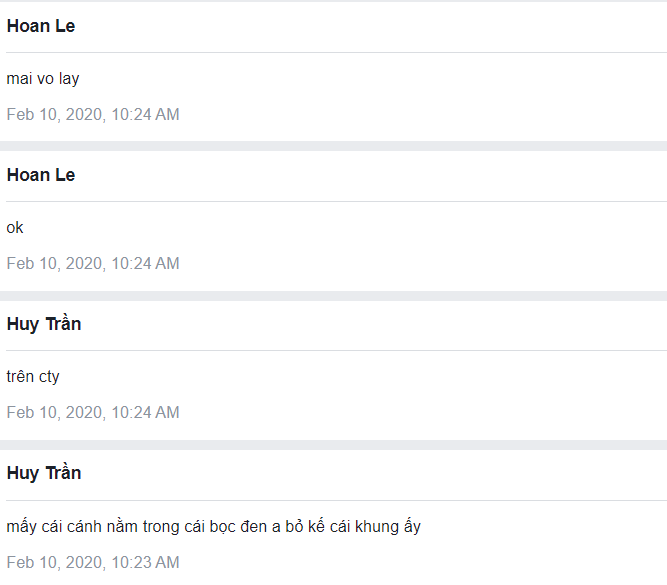 Hoan Le
mai vo lay
Feb 10, 2020, 10:24 AM
Hoan Le
ok
Feb 10, 2020, 10:24 AM
Huy Trần
trên cty
Feb 10, 2020, 10:24 AM
Huy Trần
mấy cái cánh nằm trong cái bọc đen a bỏ kế cái khung ấy
Feb 10, 2020, 10:23 AM